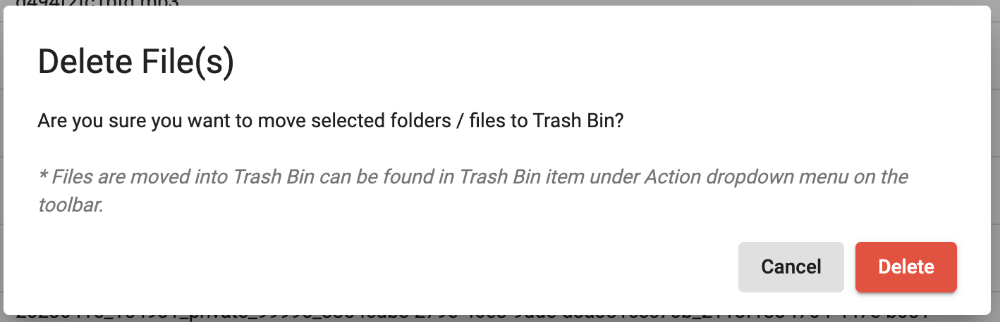 Delete File(s)
Are you sure you want to move selected folders / files to Trash Bin?
* Files are moved into Trash Bin can be found in Trash Bin item under Action dropdown menu on the
toolbar.
Cancel
Delete